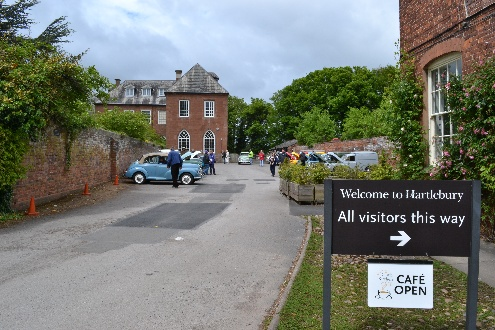 Welcome to Hartlebury
All visitors this way
CAFÉ
OPEN